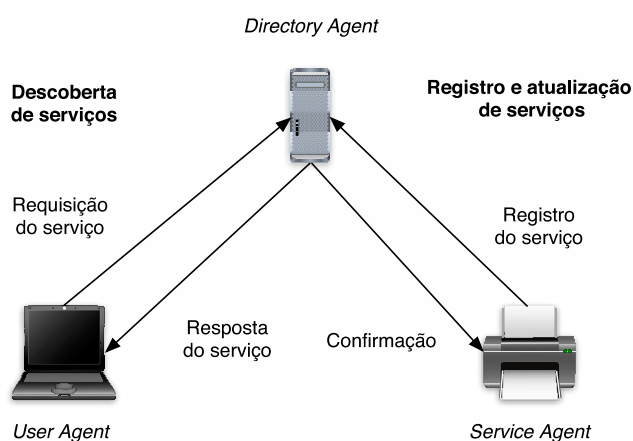 Directory Agent
Descoberta
de serviços
Registro e atualização
de serviços
Requisição
do serviço
Registro
do serviço
Resposta
do serviço
Confirmação
User Agent
Service Agent